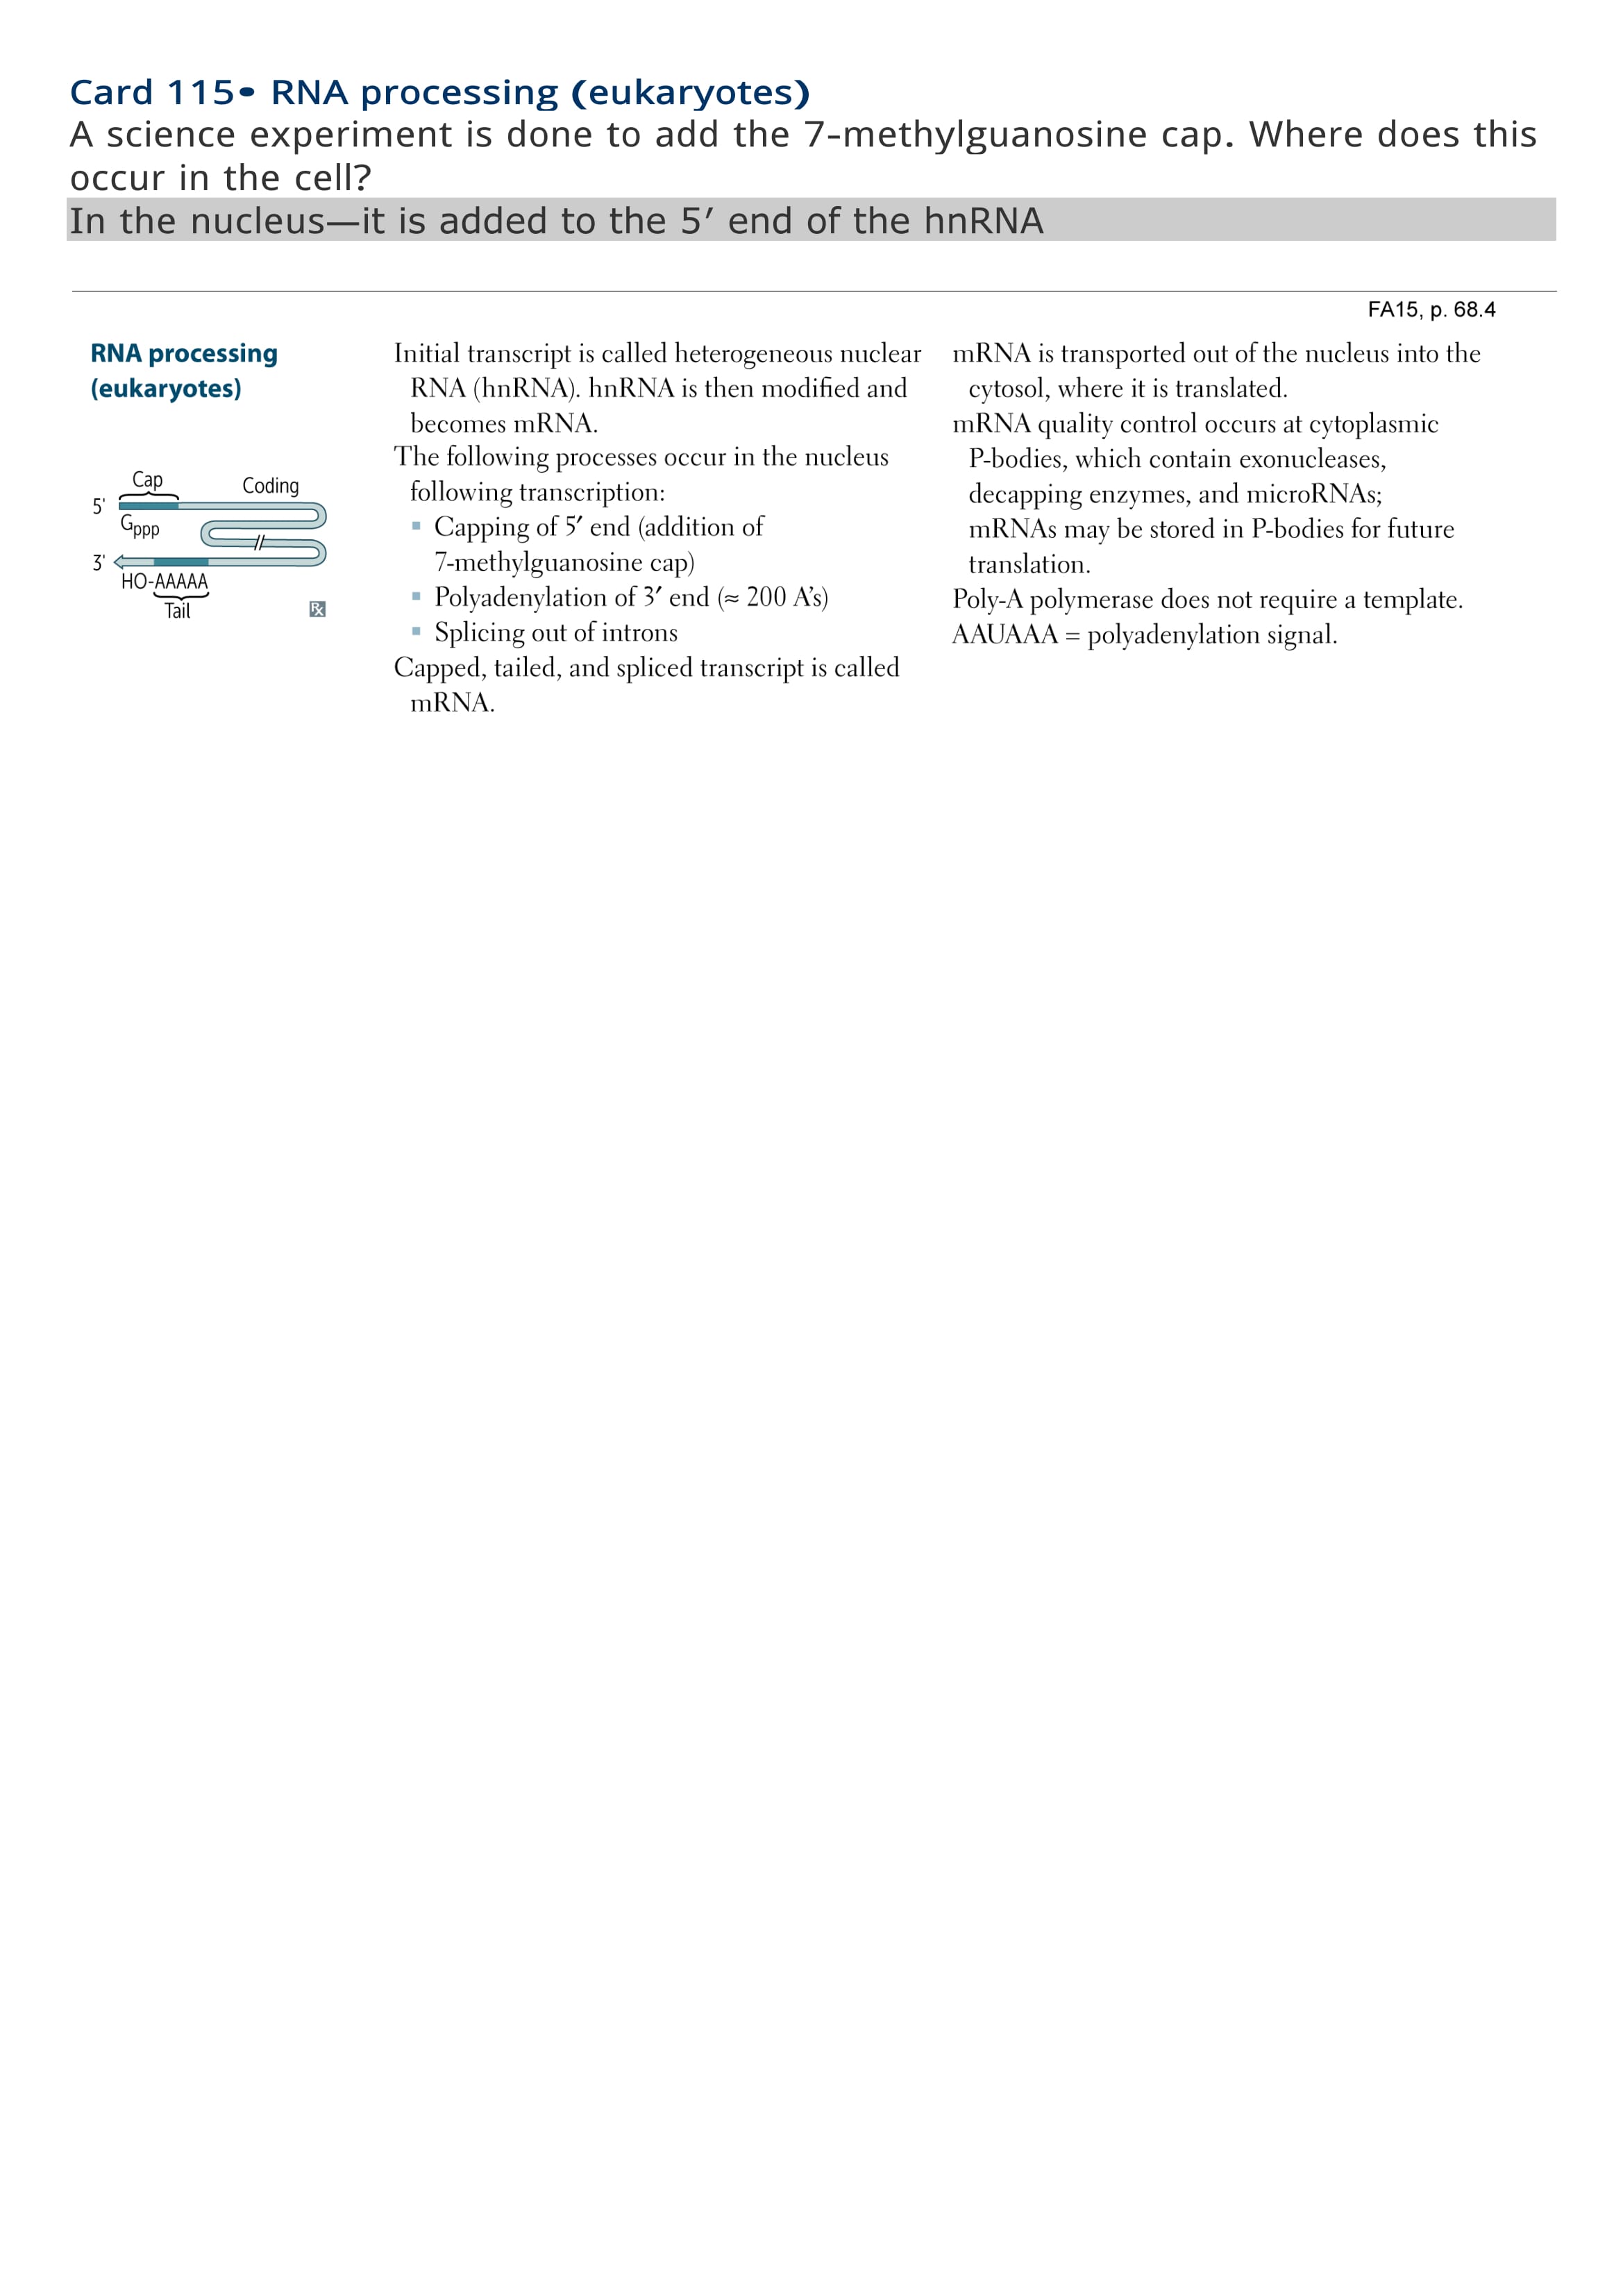 Card 115• RNA processing (eukaryotes)
A science experiment is done to add the 7-methylguanosine cap. Where does this
occur in the cell?
In the nucleus—it is added to the 5′ end of the hnRNA
FA15, p. 68.4
RNA processing
(eukaryotes)
Cap
Coding
5'
Gppp
3'
HO-AAAAA
Tail
Rx
Initial transcript is called heterogeneous nuclear
RNA (hnRNA). hnRNA is then modified and
becomes mRNA.
The following processes occur in the nucleus
following transcription:
▪ Capping of 5′ end (addition of
7-methylguanosine cap)
▪ Polyadenylation of 3′ end (≈ 200 A’s)
▪ Splicing out of introns
Capped, tailed, and spliced transcript is called
mRNA.
mRNA is transported out of the nucleus into the
cytosol, where it is translated.
mRNA quality control occurs at cytoplasmic
P-bodies, which contain exonucleases,
decapping enzymes, and microRNAs;
mRNAs may be stored in P-bodies for future
translation.
Poly-A polymerase does not require a template.
AAUAAA = polyadenylation signal.